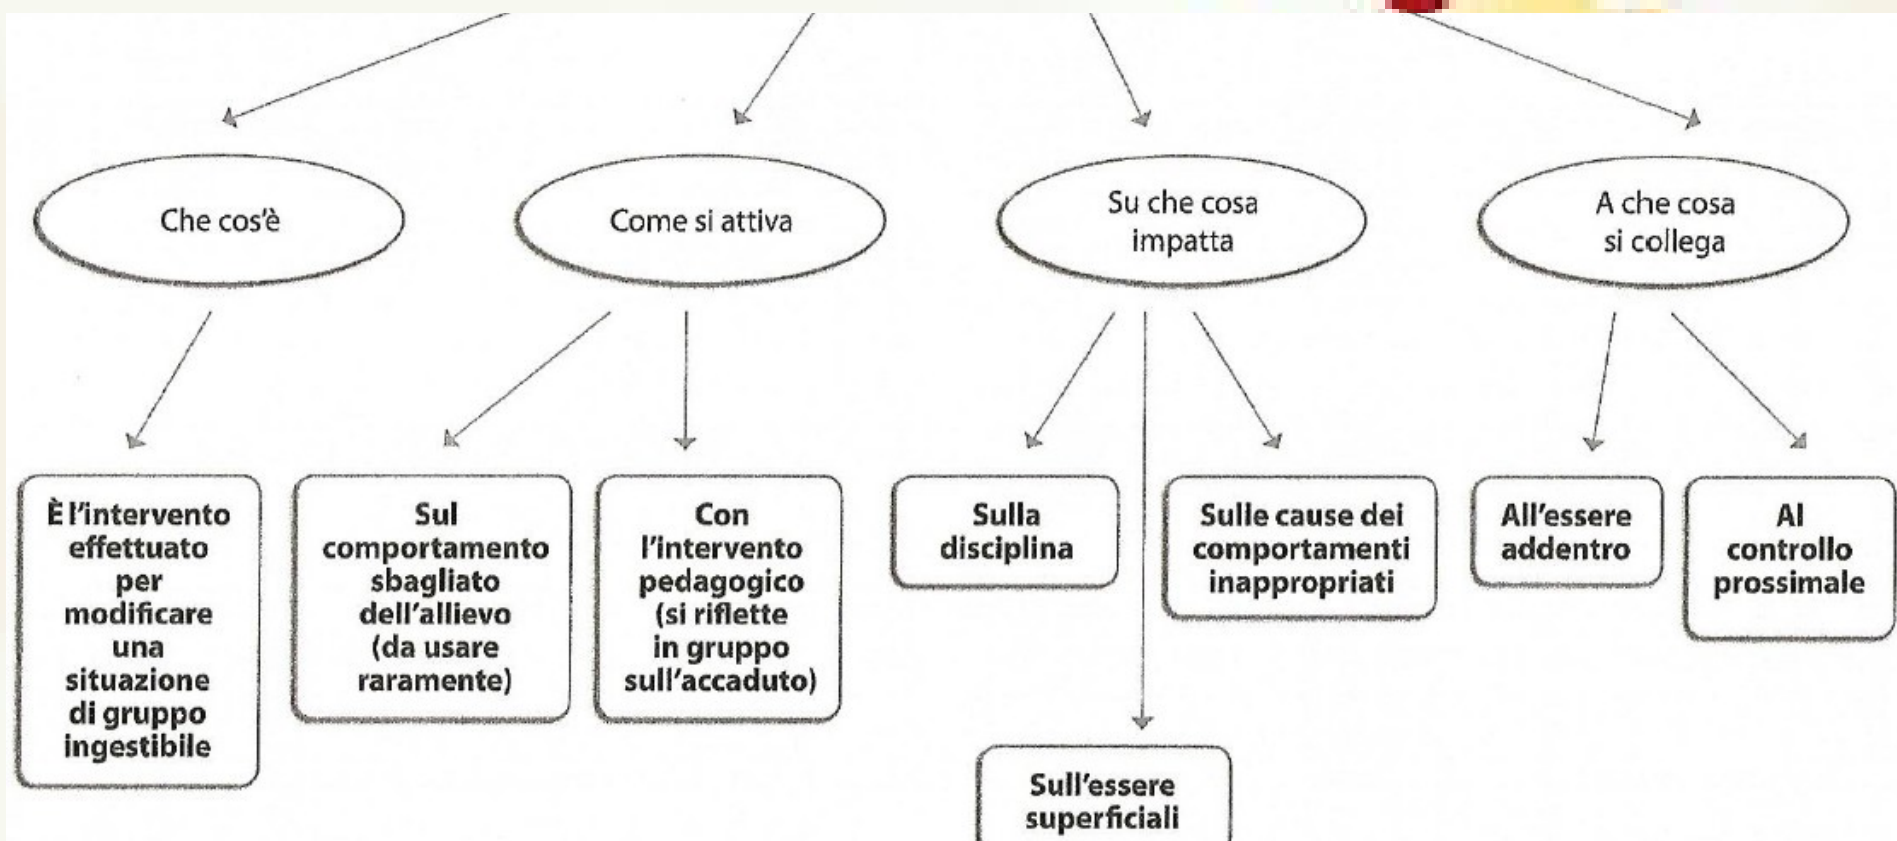 Che cos'è
Come si attiva
Su che cosa
impatta
A che cosa
si collega
È l'intervento
effettuato
per
modificare
una
situazione
di gruppo
ingestibile
Sul
comportamento
sbagliato
dell'allievo
(da usare
raramente)
Con
l'intervento
pedagogico
(si riflette
in gruppo
sull'accaduto)
Sulla
disciplina
Sulle cause dei
comportamenti
inappropriati
All'essere
addentro
Al
controllo
prossimale
Sull'essere
superficiali